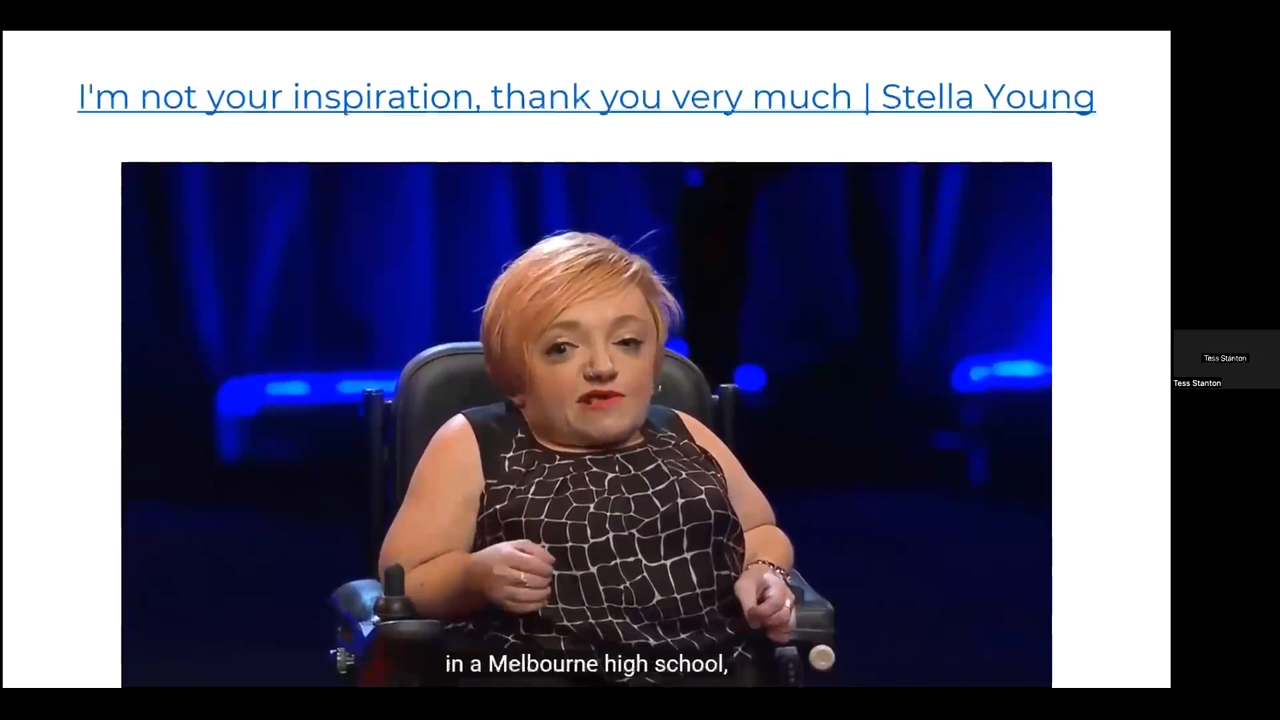 I'm not your inspiration, thank you very much | Stella Young
in a Melbourne high school,
Tess Stanton
Tess Stanton